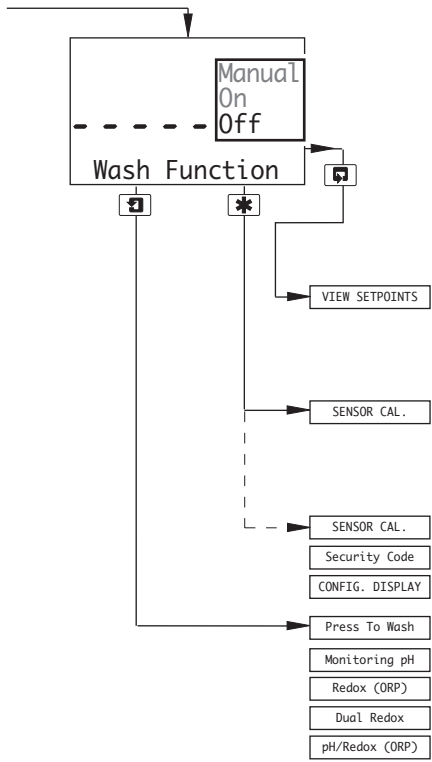 Manual
On
- - - - - Off
Wash Function
VIEW SETPOINTS
SENSOR CAL.
SENSOR CAL.
Security Code
CONFIG. DISPLAY
Press To Wash
Monitoring pH
Redox (ORP)
Dual Redox
pH/Redox (ORP)